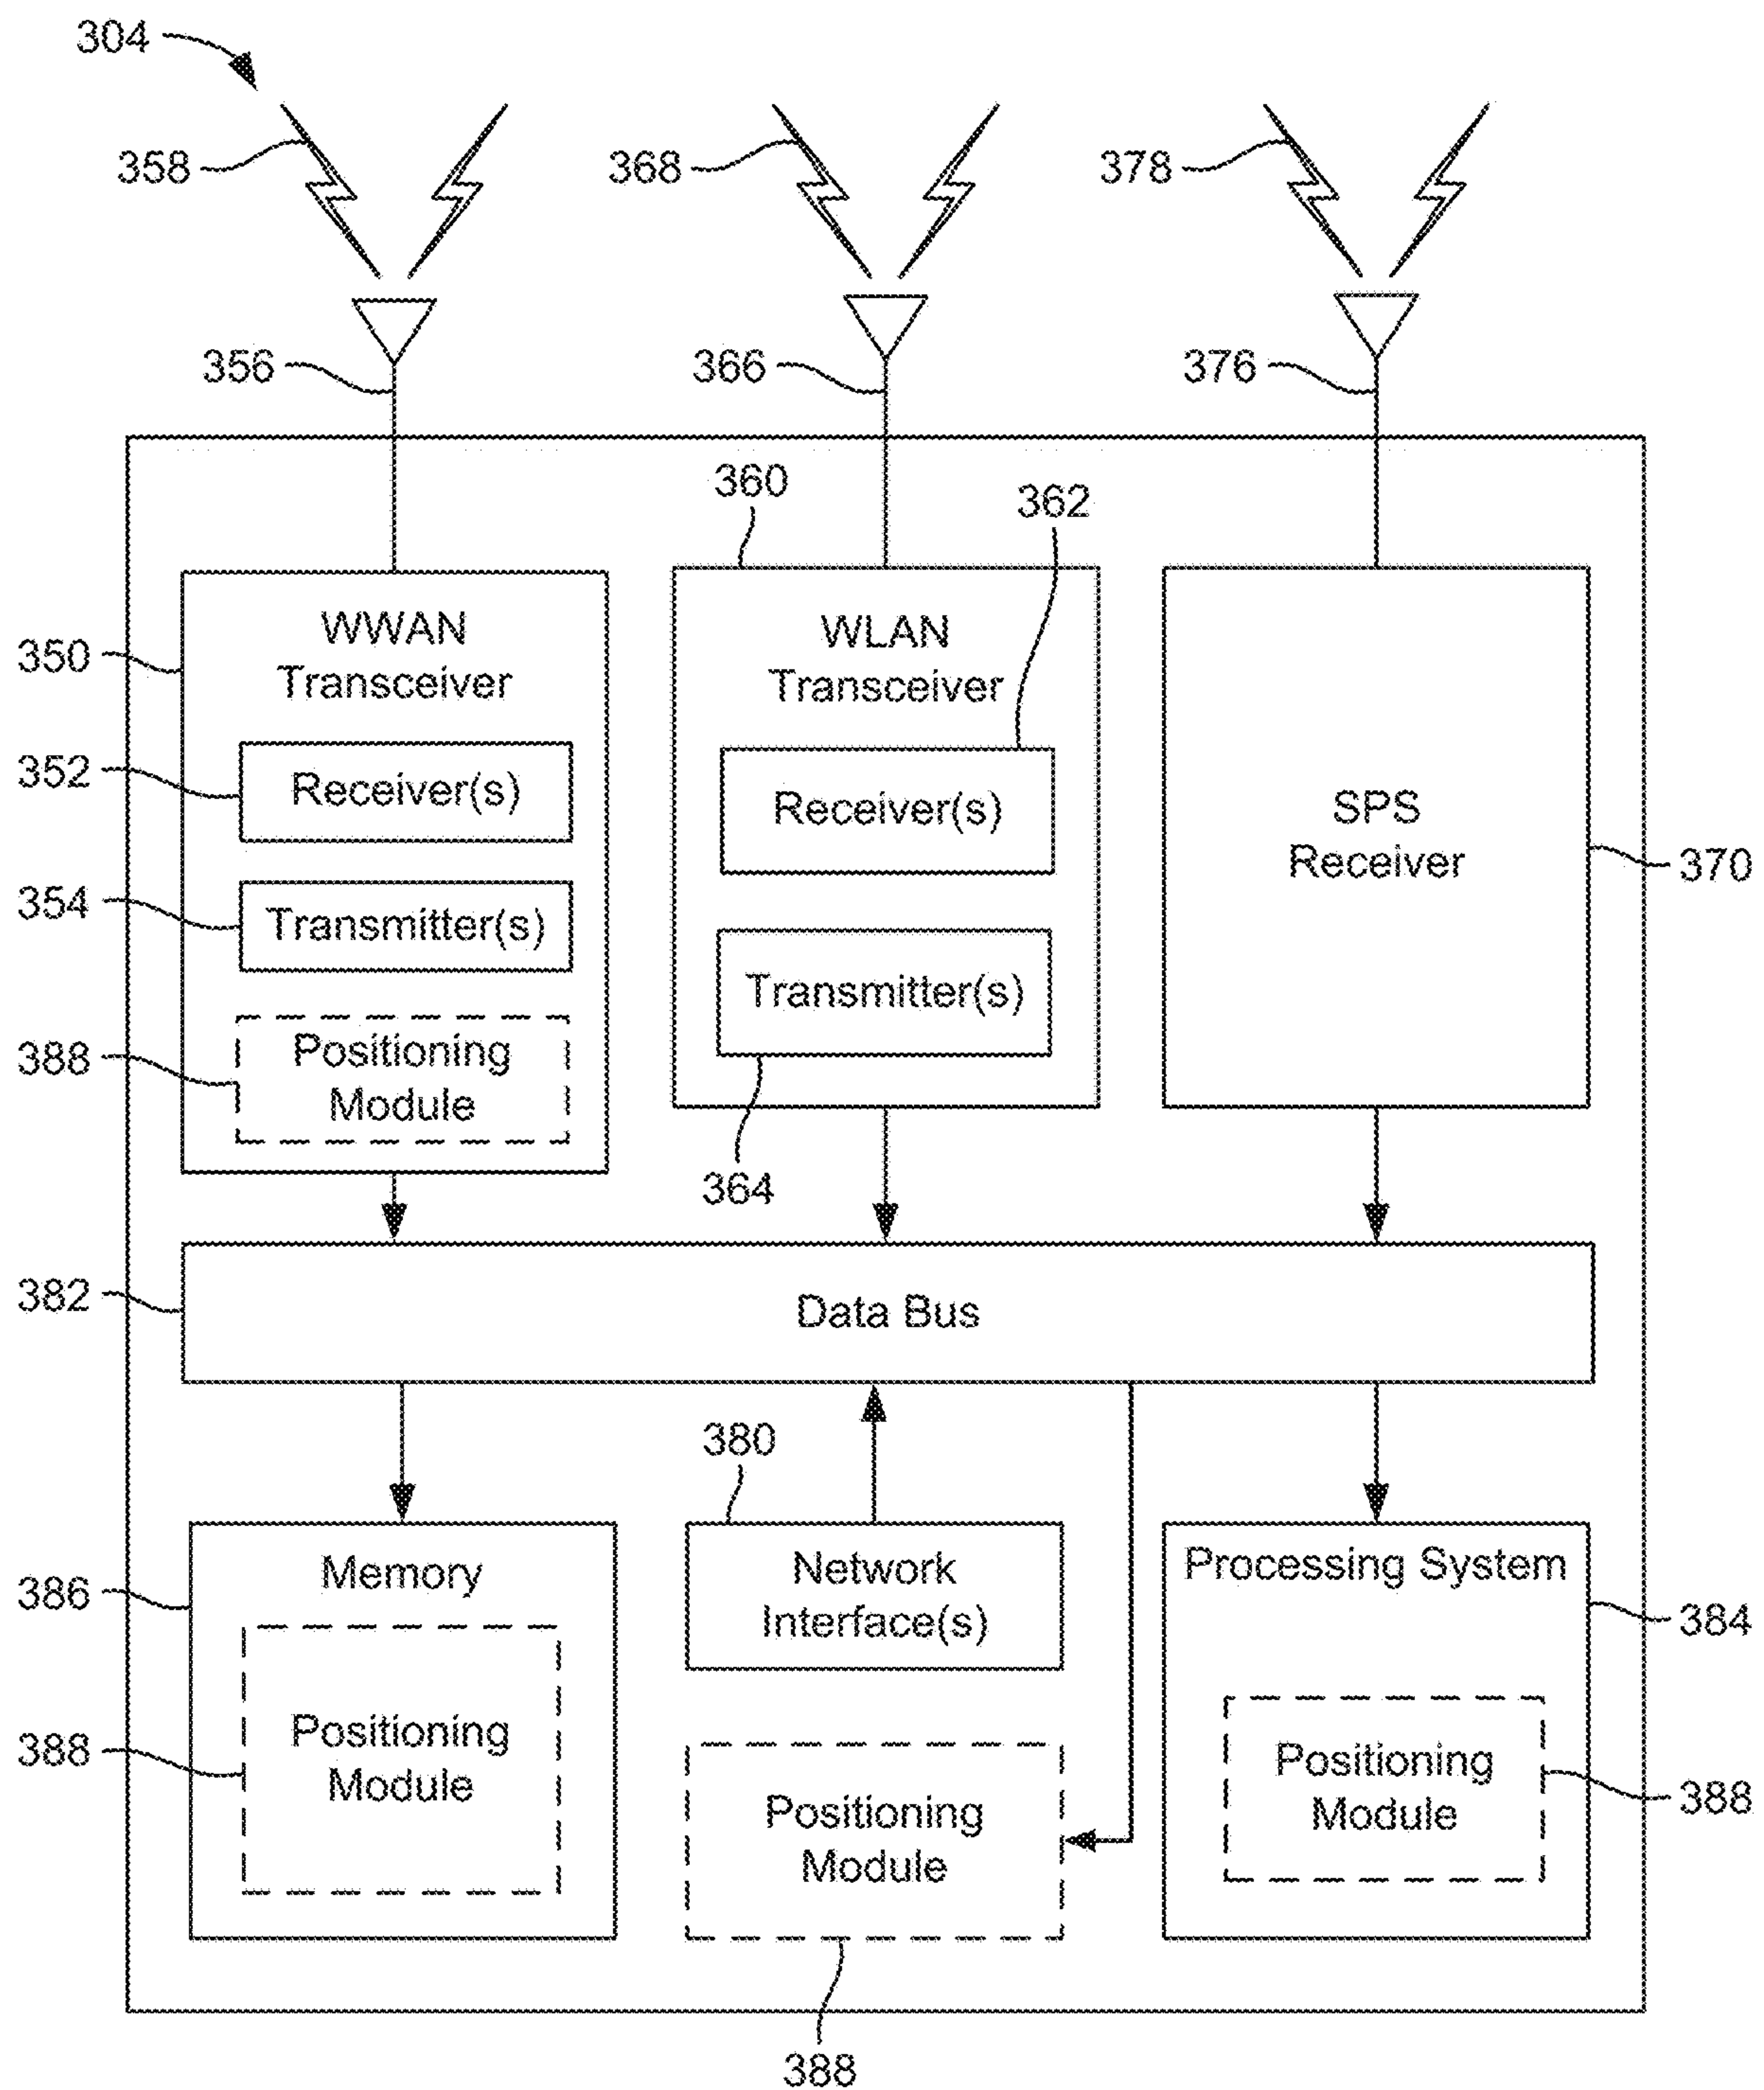 304
358
368
378
356
366
376
360
362
350
WWAN
Transceiver
WLAN
Transceiver
352
Receiver(s)
Receiver(s)
SPS
Receiver
370
354
Transmitter(s)
Transmitter(s)
388
Positioning
Module
364
382
Data Bus
380
386
Memory
Network
Interface(s)
Processing System
384
388
Positioning
Module
Positioning
Module
Positioning
Module
388
388